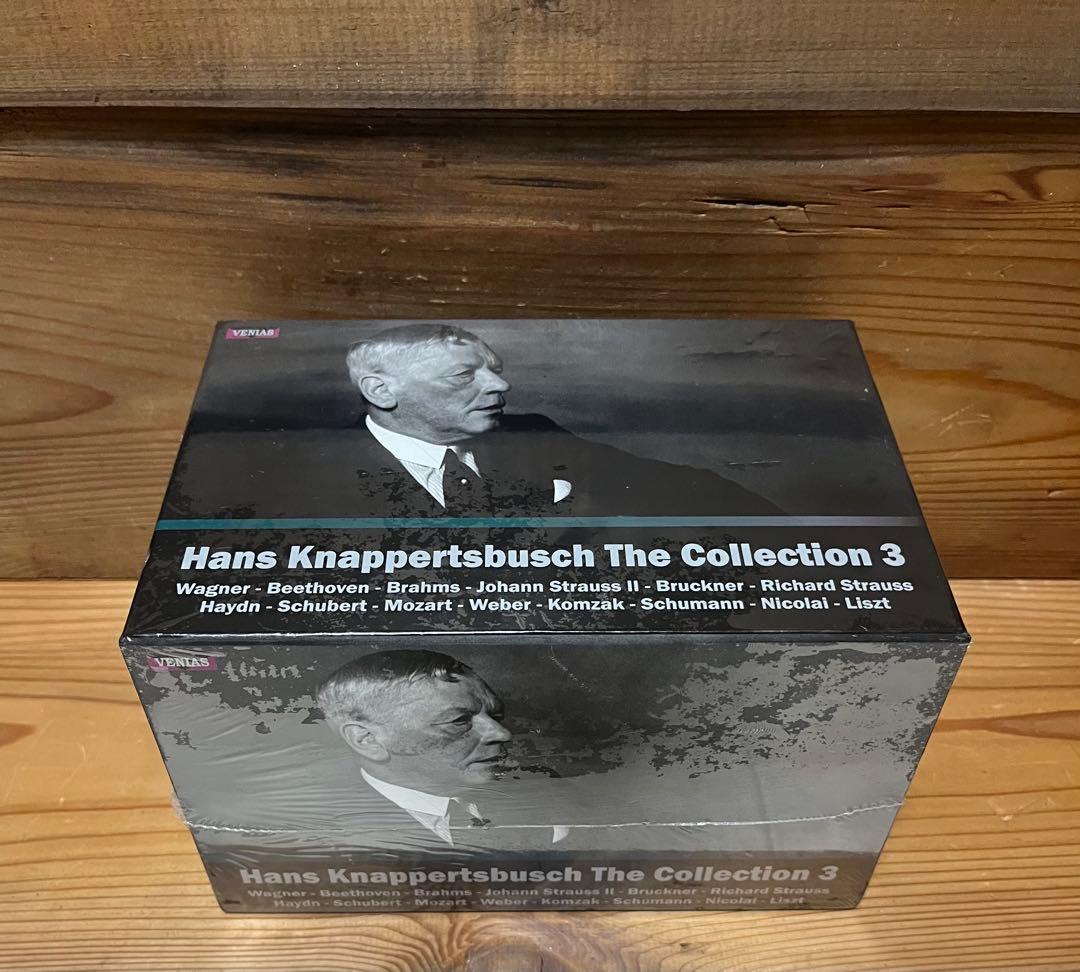 VENIAS
Hans Knappertsbusch The Collection 3
Wagner - Beethoven - Brahms - Johann Strauss II - Bruckner - Richard Strauss
Haydn - Schubert - Mozart - Weber - Komzak - Schumann - Nicolai - Liszt
VENIAS
Hans Knappertsbusch The Collection 3
Wagner - Beethoven - Brahms - Johann Strauss II - Bruckner - Richard Strauss
Haydn - Schubert - Mozart - Weber - Komzak - Schumann - Nicolai - Liszt